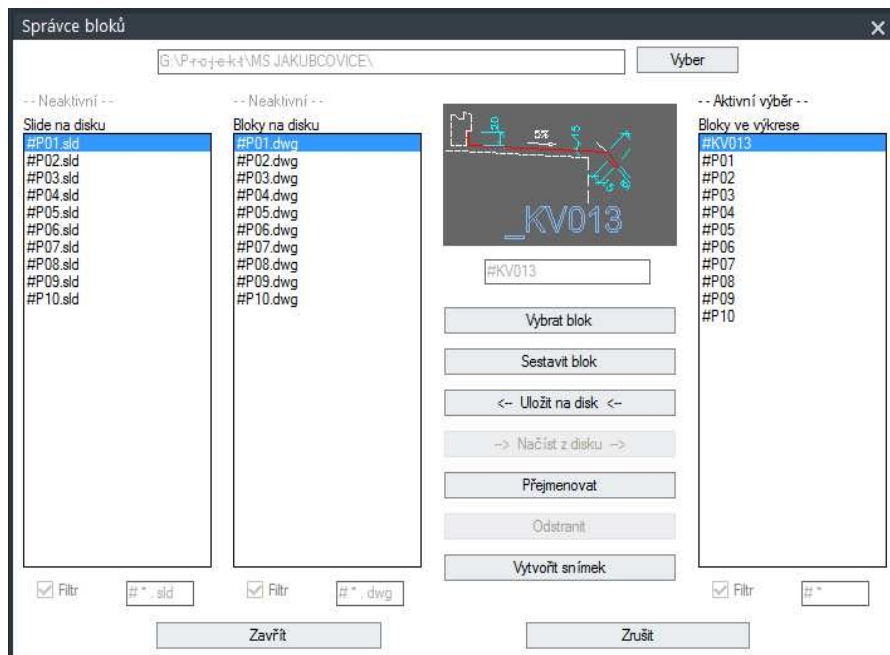 Správce bloků
G:\P-r-o-j-e-k-t\MS JAKUBCOVICE\
Vyber
- - Neaktivní - -
Slide na disku
#P01.sld
#P02.sld
#P03.sld
#P04.sld
#P05.sld
#P06.sld
#P07.sld
#P08.sld
#P09.sld
#P10.sld
Filtr
# * . sld
- - Neaktivní - -
Bloky na disku
#P01.dwg
#P02.dwg
#P03.dwg
#P04.dwg
#P05.dwg
#P06.dwg
#P07.dwg
#P08.dwg
#P09.dwg
#P10.dwg
Filtr
# * . dwg
20
5%
15
_KV013
#KV013
Vybrat blok
Sestavit blok
<-- Uložit na disk <--
--> Načíst z disku -->
Přejmenovat
Odstranit
Vytvořit snímek
- - Aktivní výběr - -
Bloky ve výkrese
#KV013
#P01
#P02
#P03
#P04
#P05
#P06
#P07
#P08
#P09
#P10
Filtr
# *
Zavřít
Zrušit